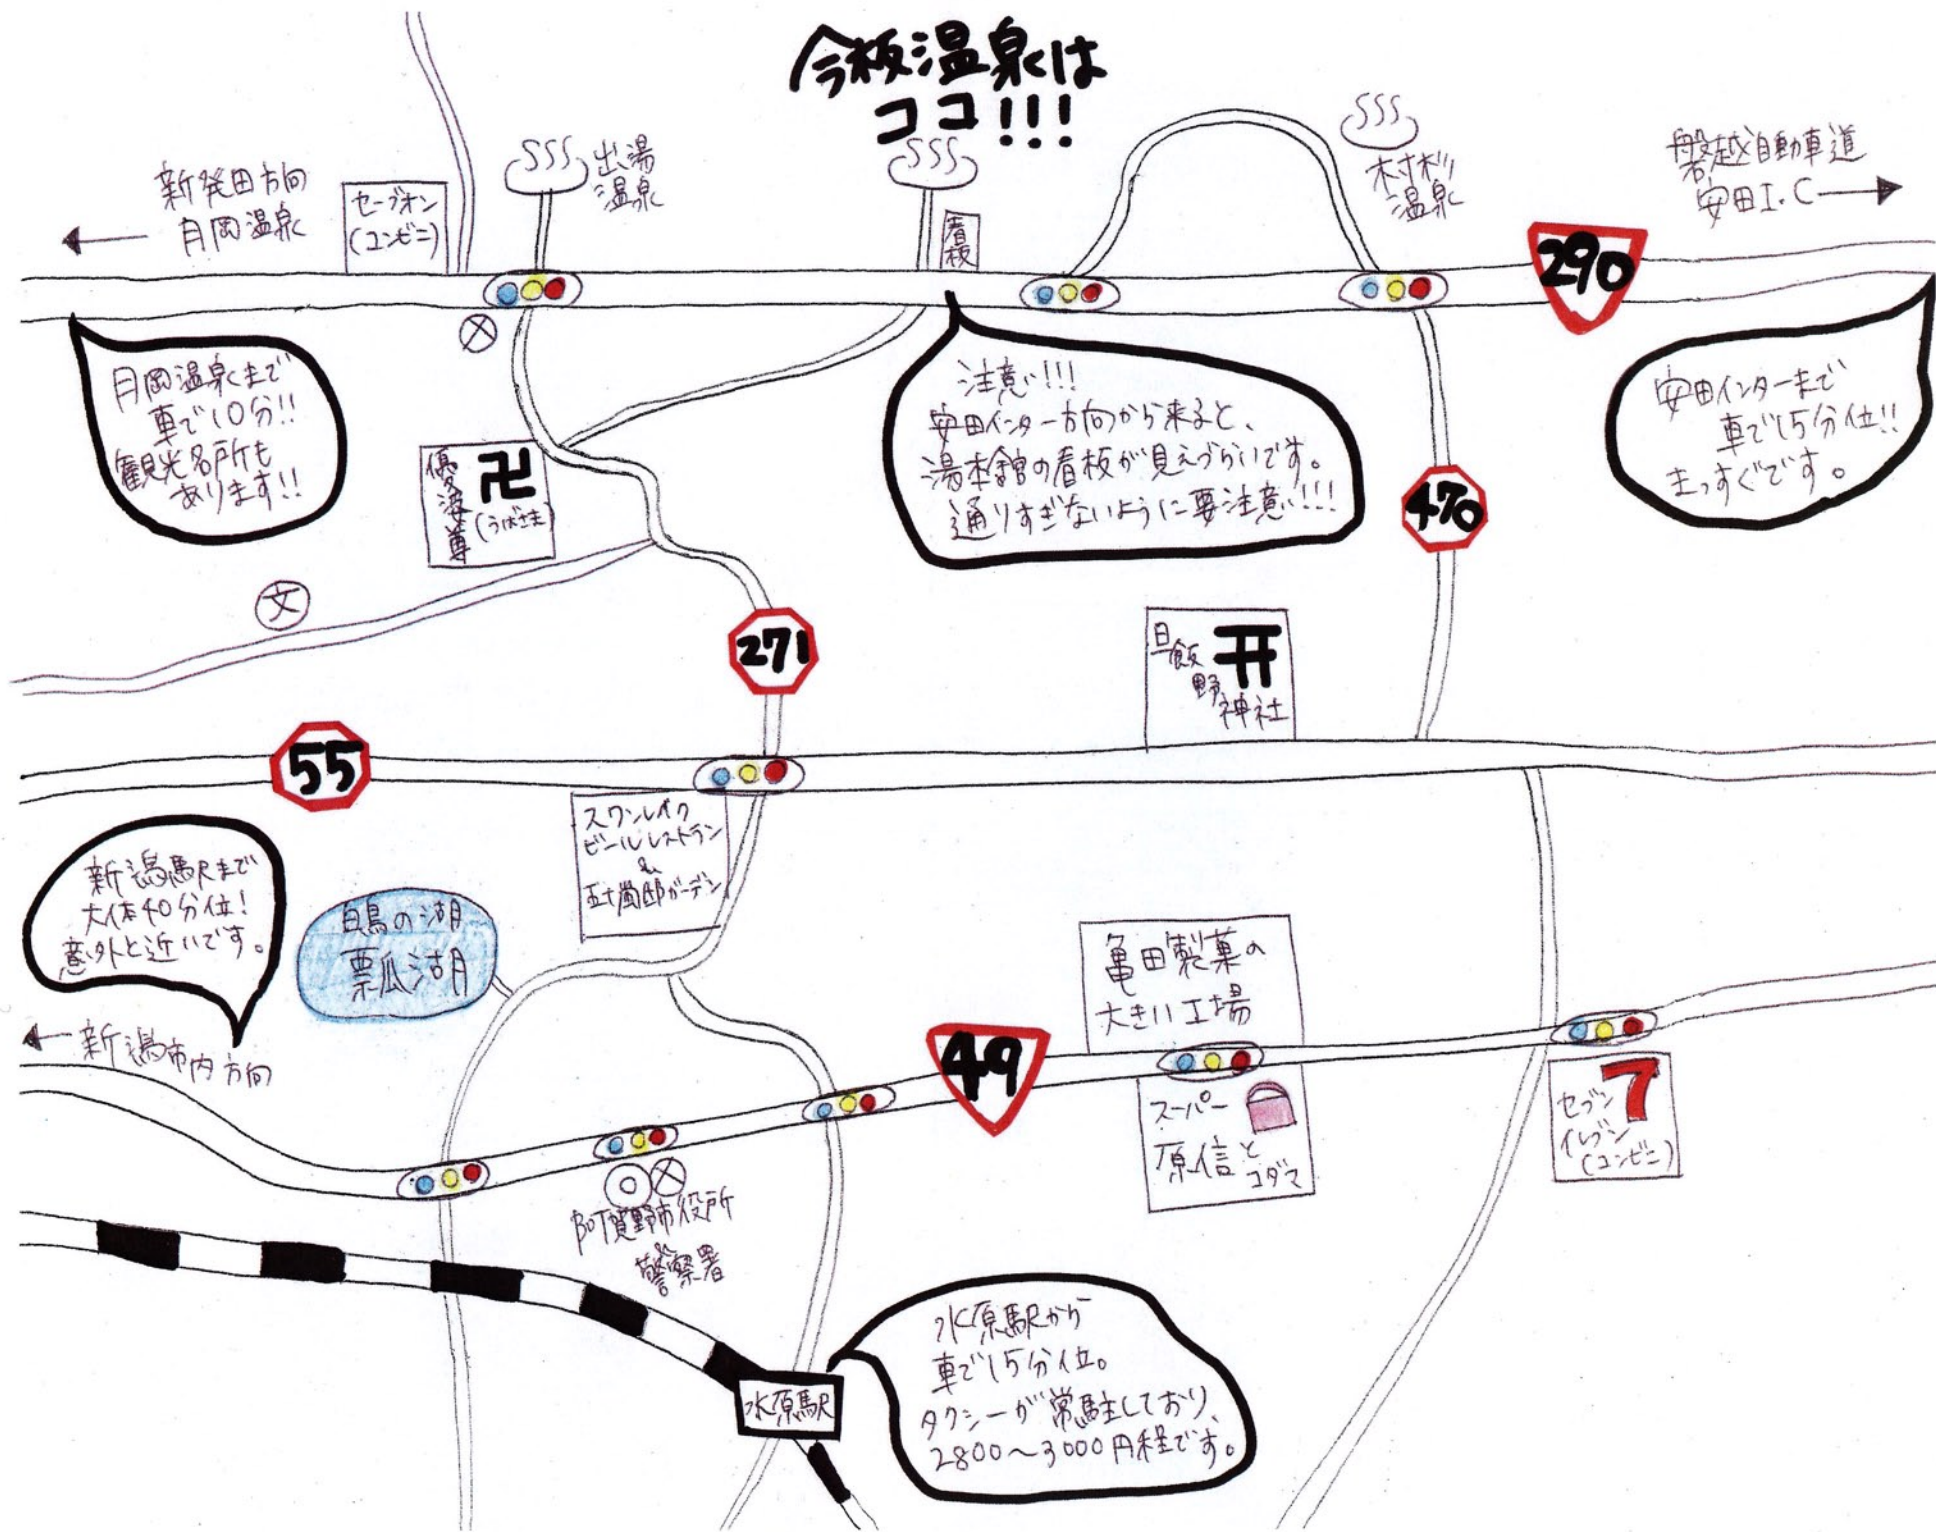 今板温泉は
ココ!!!
新発田方向
月岡温泉
セーブオン
(コンビニ)
出湯
温泉
看板
村杉
温泉
磐越自動車道
安田I.C
290
月岡温泉まで
車で10分!!
観光名所も
あります!!
注意!!!
安田インター方向から来ると、
湯本舘の看板が見えづらいです。
通りすぎないように要注意!!!
安田インターまで
車で15分位!!
まっすぐです。
優婆尊
卍
(うばさま)
470
文
271
旦飯野
神社
55
スワンレイク
ビールレストラン
&
五十嵐邸ガーデン
新潟駅まで
大体40分位!
意外と近いです。
白鳥の湖
瓢湖
新潟市内方向
亀田製菓の
大きい工場
49
スーパー
原信と
コダマ
7
セブン
イレブン
(コンビニ)
阿賀野市役所
&
警察署
水原駅
水原駅から
車で15分位。
タクシーが常駐しており、
2800〜3000円程です。